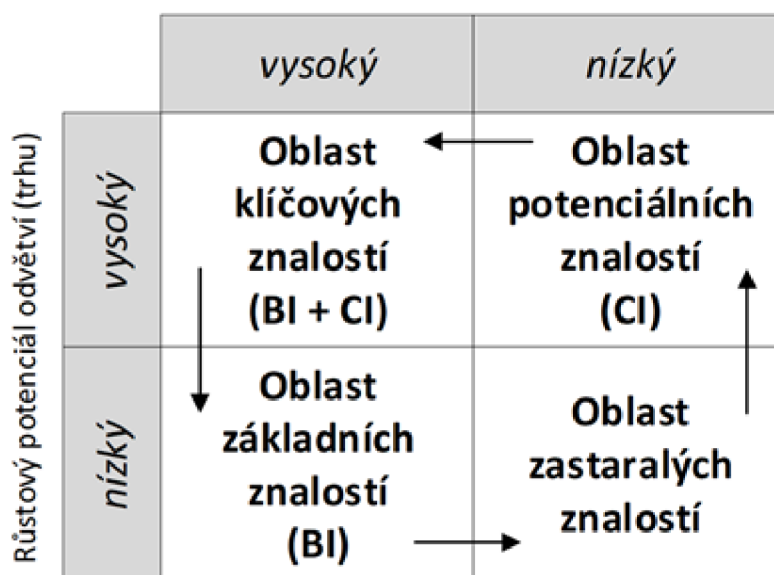 vysoký
nízký
Růstový potenciál odvětví (trhu)
vysoký
Oblast
klíčových
znalostí
(BI + CI)
Oblast
potenciálních
znalostí
(CI)
nízký
Oblast
základních
znalostí
(BI)
Oblast
zastaralých
znalostí